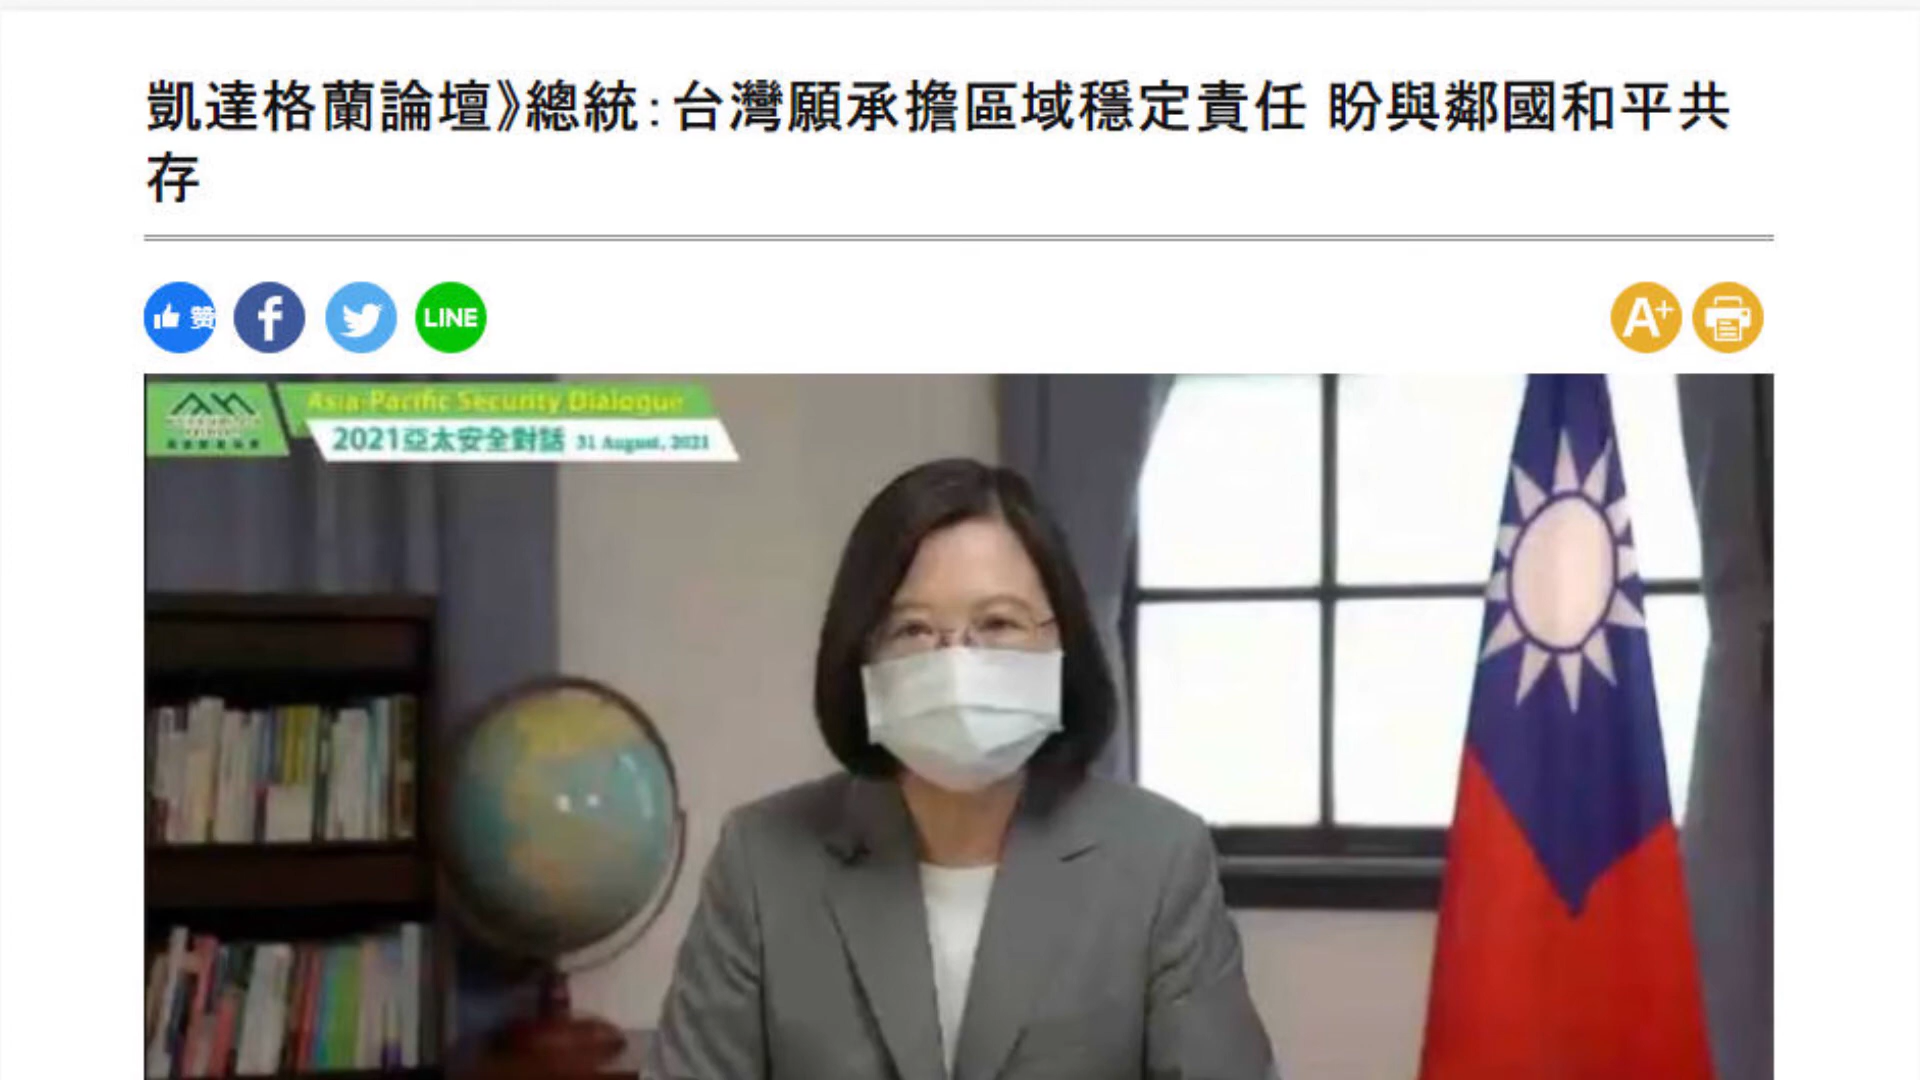 凱達格蘭論壇》總統:台灣願承擔區域穩定責任 盼與鄰國和平共
存
讚
LINE
A+
Asia-Pacific Security Dialogue
2021亞太安全對話 31 August, 2021